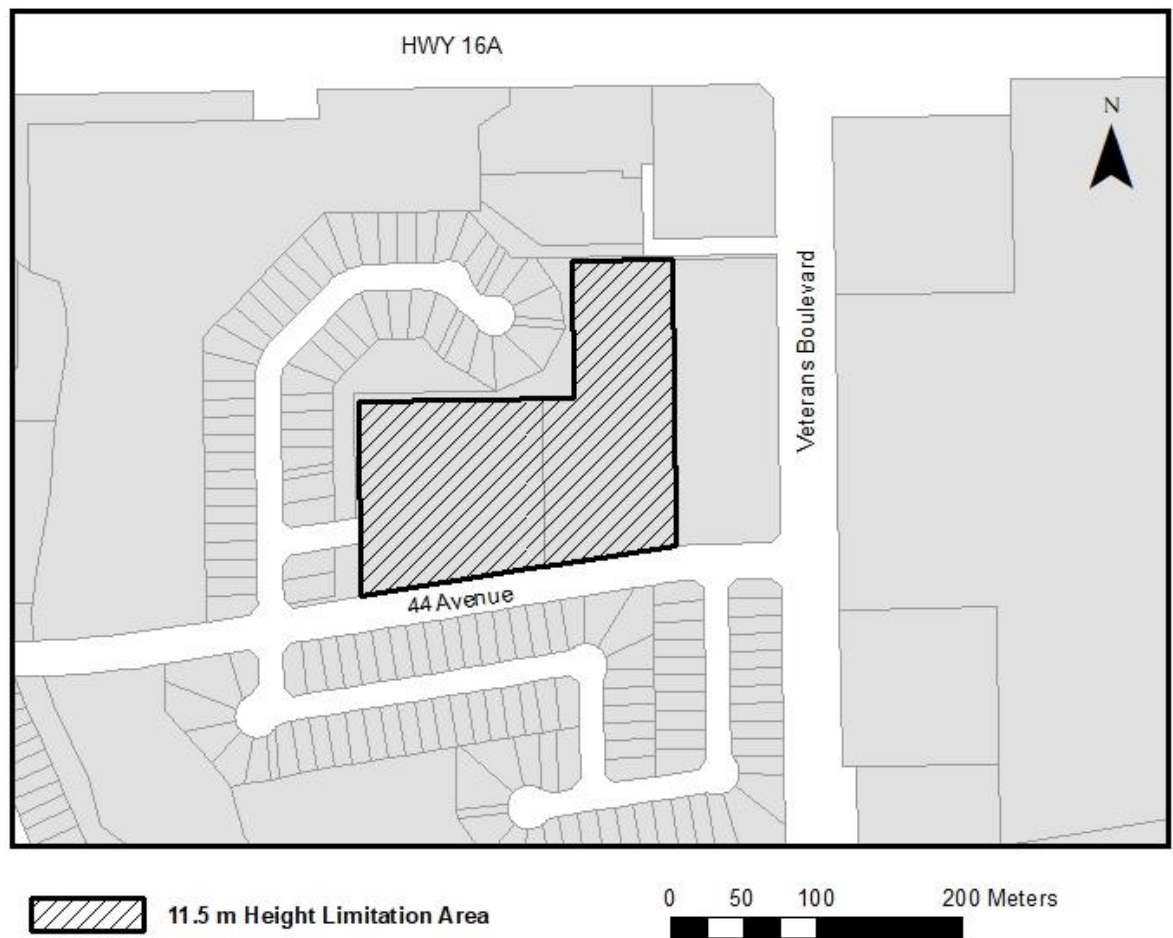 HWY 16A
N
Veterans Boulevard
44 Avenue
11.5 m Height Limitation Area
0 50 100 200 Meters